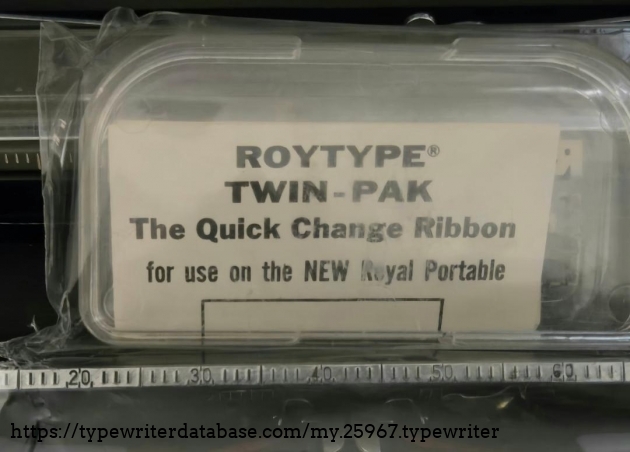 ROYTYPE®
TWIN-PAK
The Quick Change Ribbon
for use on the NEW Royal Portable
20 30 40 50 60
https://typewriterdatabase.com/my.25967.typewriter